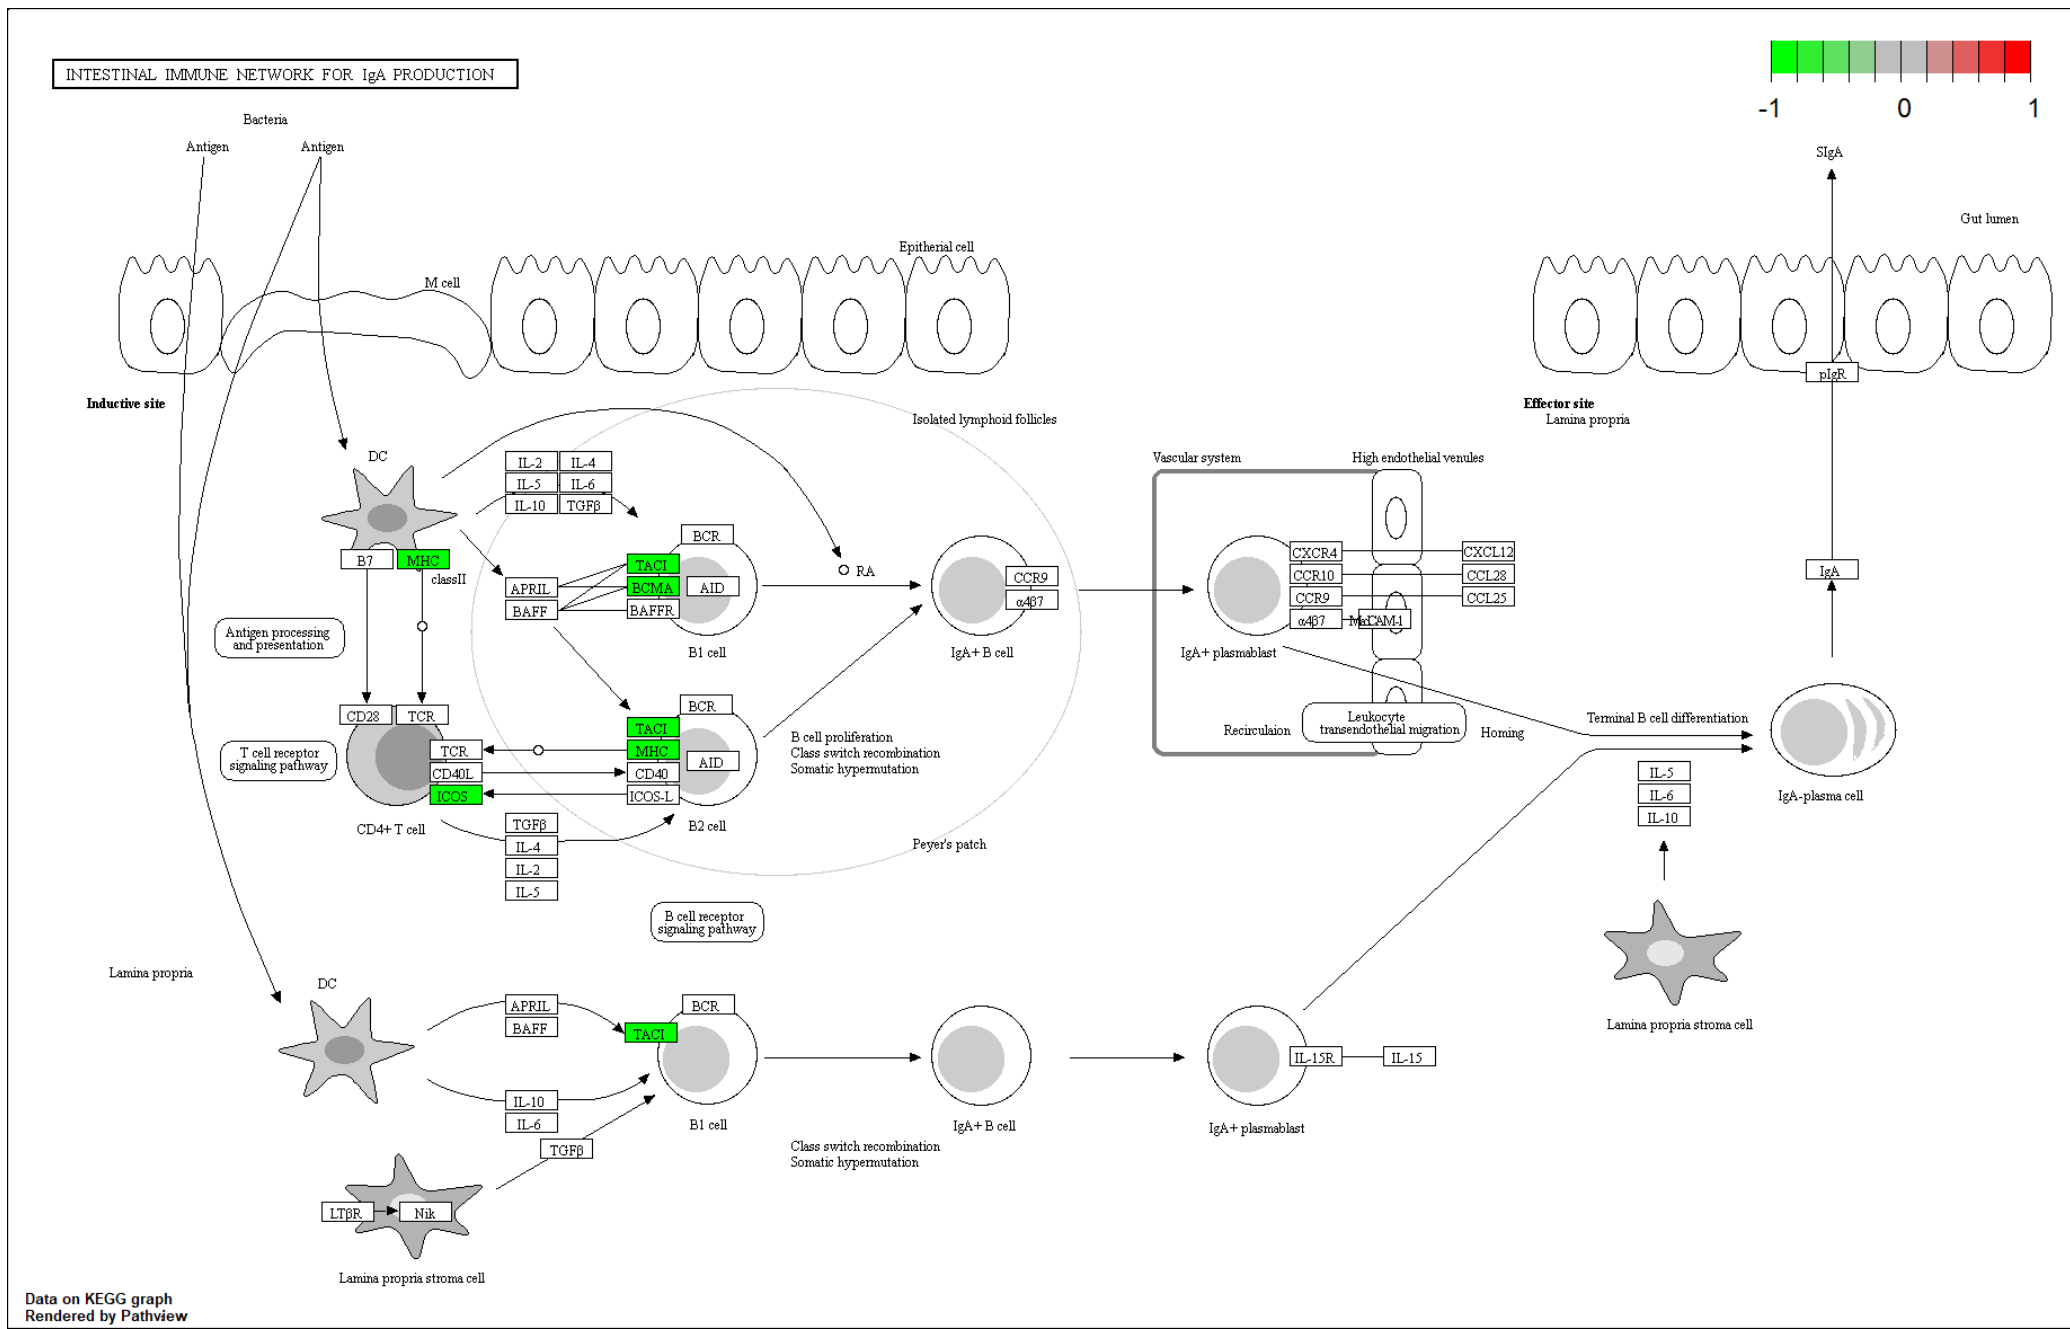 INTESTINAL IMMUNE NETWORK FOR IgA PRODUCTION
-1 0 1
Bacteria
Antigen
Antigen
SIgA
Gut lumen
Epitherial cell
M cell
pIgR
Inductive site
Effector site
Lamina propria
Isolated lymphoid follicles
DC
IL-2 IL-4
IL-5 IL-6
IL-10 TGFβ
Vascular system
High endothelial venules
B7 MHC
classII
BCR
TACI
APRIL
BCMA
AID
BAFF
BAFFR
B1 cell
RA
CCR9
α4β7
IgA+ B cell
CXCR4 CXCL12
CCR10 CCL28
CCR9 CCL25
α4β7 MadCAM-1
IgA+ plasmablast
IgA
Antigen processing
and presentation
CD28 TCR
TCR
CD40L
ICOS
CD4+ T cell
T cell receptor
signaling pathway
BCR
TACI
MHC
AID
CD40
ICOS-L
B2 cell
B cell proliferation
Class switch recombination
Somatic hypermutation
TGFβ
IL-4
IL-2
IL-5
Peyer's patch
Recirculaion
Leukocyte
transendothelial migration
Homing
Terminal B cell differentiation
IL-5
IL-6
IL-10
IgA-plasma cell
B cell receptor
signaling pathway
Lamina propria
DC
APRIL
BAFF
BCR
TACI
IL-10
IL-6
TGFβ
B1 cell
IgA+ B cell
Class switch recombination
Somatic hypermutation
IL-15R IL-15
IgA+ plasmablast
Lamina propria stroma cell
LTβR Nik
Lamina propria stroma cell
Data on KEGG graph
Rendered by Pathview